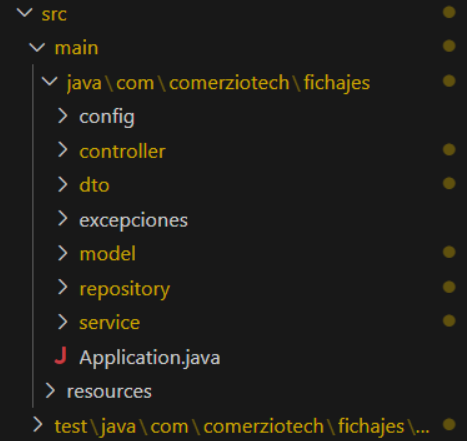 src
main
java\com\comerziotech\fichajes
config
controller
dto
excepciones
model
repository
service
Application.java
resources
test\java\com\comerziotech\fichajes\...